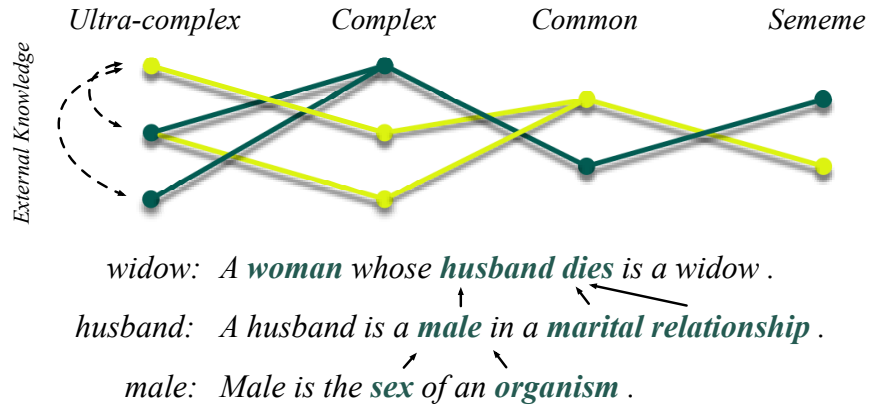 Ultra-complex Complex Common Sememe
External Knowledge
widow: A woman whose husband dies is a widow .
husband: A husband is a male in a marital relationship .
male: Male is the sex of an organism .